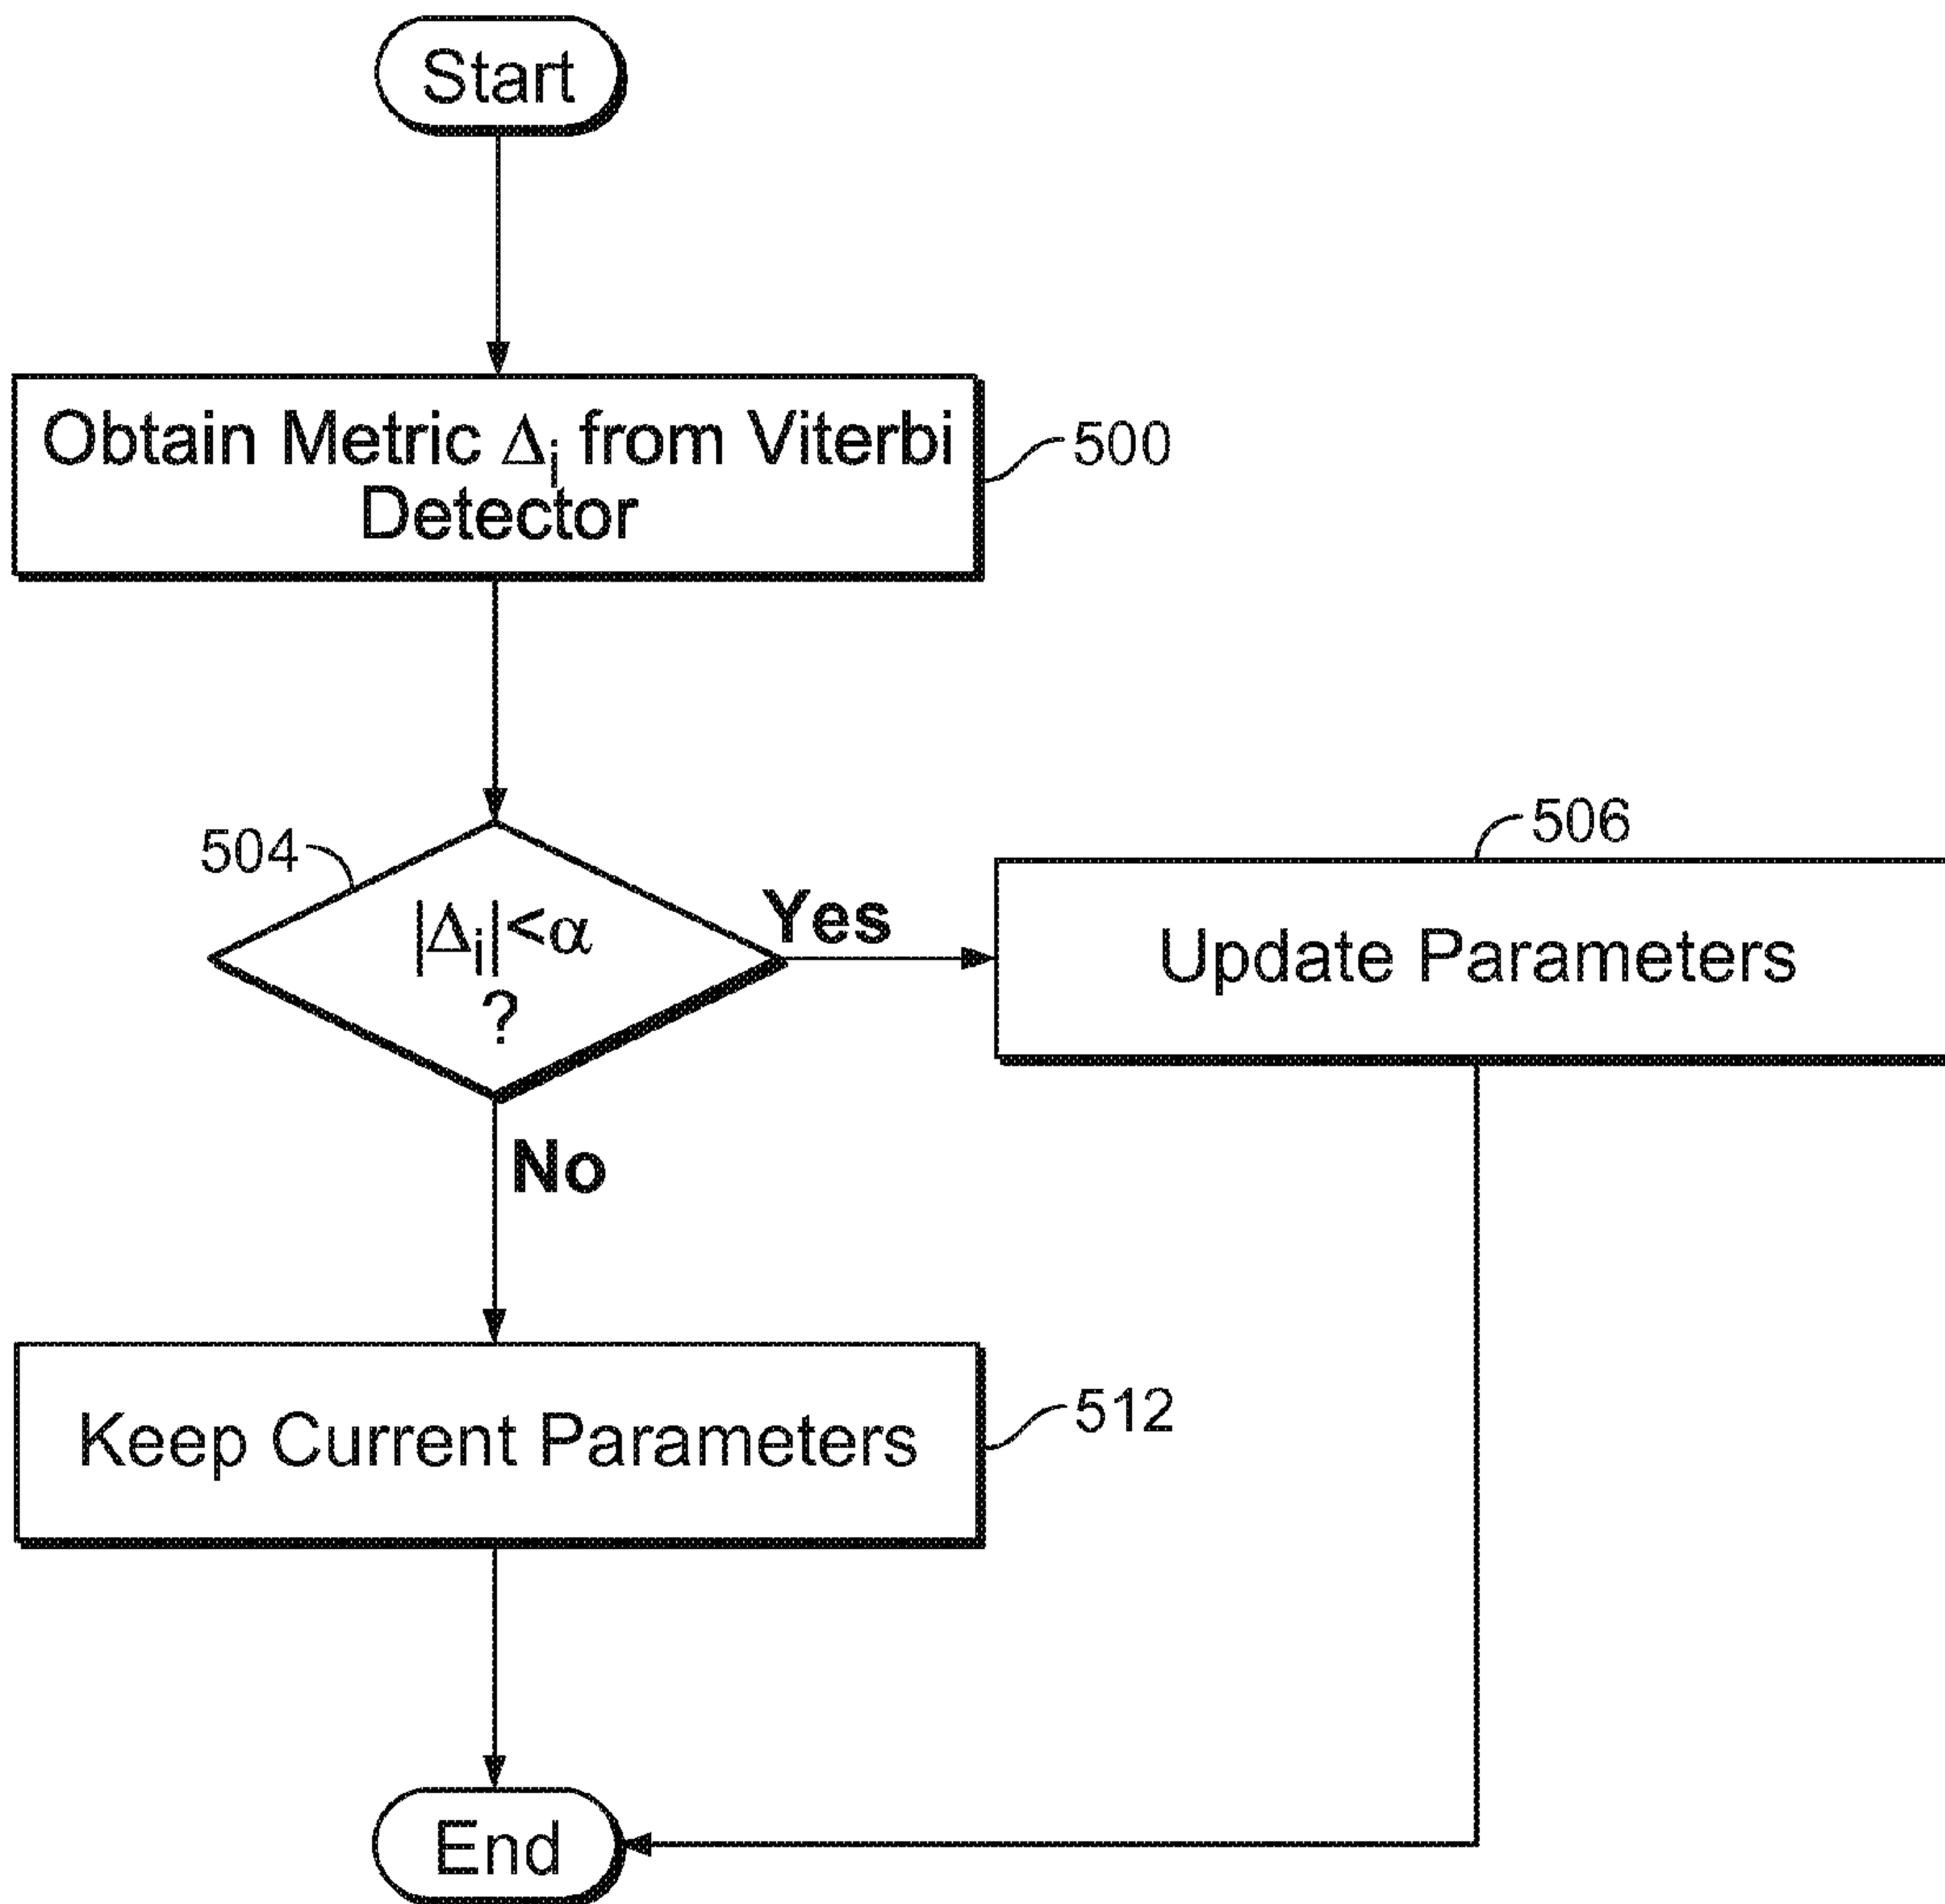 Start
Obtain Metric Δi from Viterbi
Detector
500
504
|Δi|<α
?
Yes
506
Update Parameters
No
Keep Current Parameters
512
End